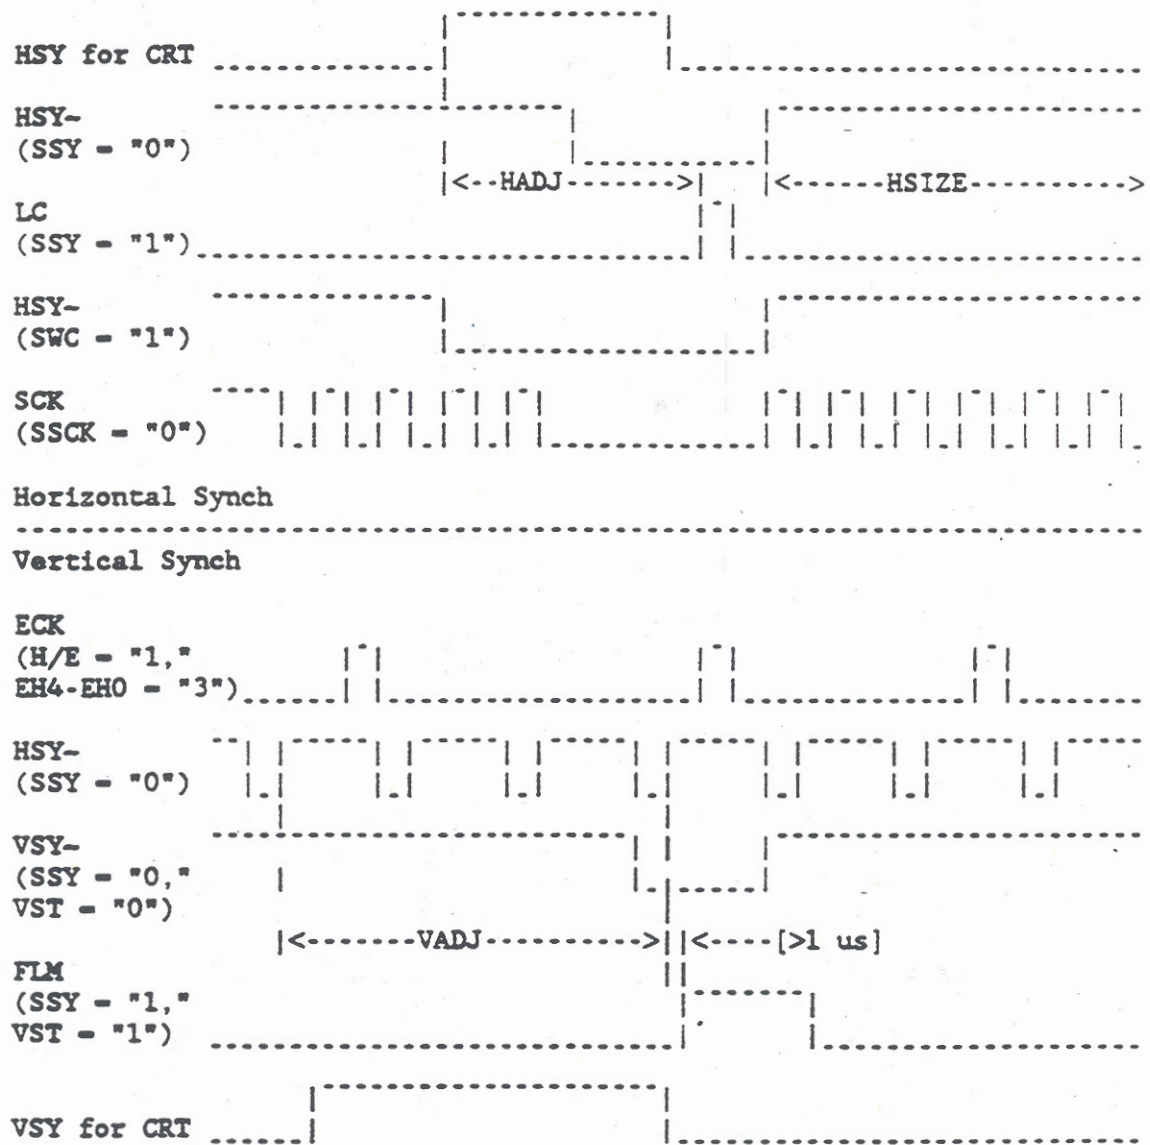 HSY for CRT
HSY~
(SSY = "0")
|<--HADJ------->|
|<------HSIZE---------->
LC
(SSY = "1")
HSY~
(SWC = "1")
SCK
(SSCK = "0")
Horizontal Synch
Vertical Synch
ECK
(H/E = "1,"
EH4-EH0 = "3")
HSY~
(SSY = "0")
VSY~
(SSY = "0,"
VST = "0")
|<-------VADJ---------->|
|<----[>1 us]
FLM
(SSY = "1,"
VST = "1")
VSY for CRT